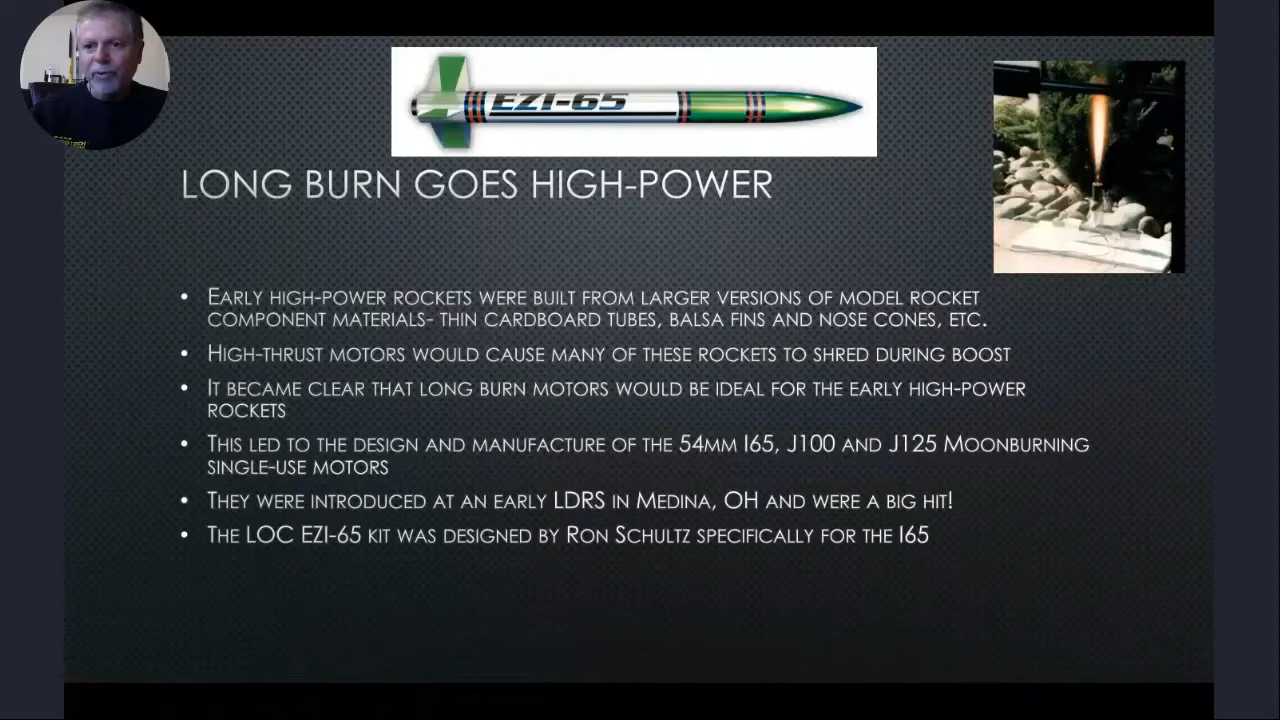 EZI-65
LONG BURN GOES HIGH-POWER
• EARLY HIGH-POWER ROCKETS WERE BUILT FROM LARGER VERSIONS OF MODEL ROCKET
COMPONENT MATERIALS- THIN CARDBOARD TUBES, BALSA FINS AND NOSE CONES, ETC.
• HIGH-THRUST MOTORS WOULD CAUSE MANY OF THESE ROCKETS TO SHRED DURING BOOST
• IT BECAME CLEAR THAT LONG BURN MOTORS WOULD BE IDEAL FOR THE EARLY HIGH-POWER
ROCKETS
• THIS LED TO THE DESIGN AND MANUFACTURE OF THE 54MM I65, J100 AND J125 MOONBURNING
SINGLE-USE MOTORS
• THEY WERE INTRODUCED AT AN EARLY LDRS IN MEDINA, OH AND WERE A BIG HIT!
• THE LOC EZI-65 KIT WAS DESIGNED BY RON SCHULTZ SPECIFICALLY FOR THE I65